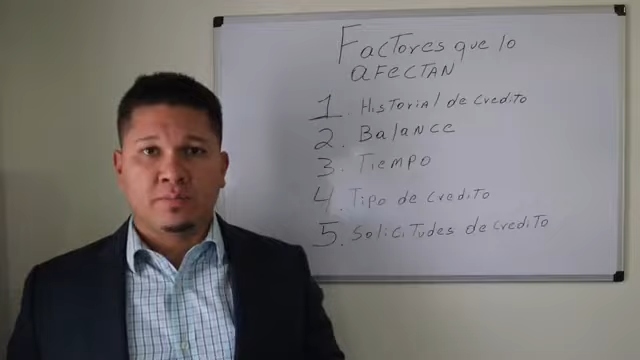 Factores que lo
AFECTAN
1. Historial de credito
2. Balance
3. Tiempo
4. Tipo de credito
5. Solicitudes de credito